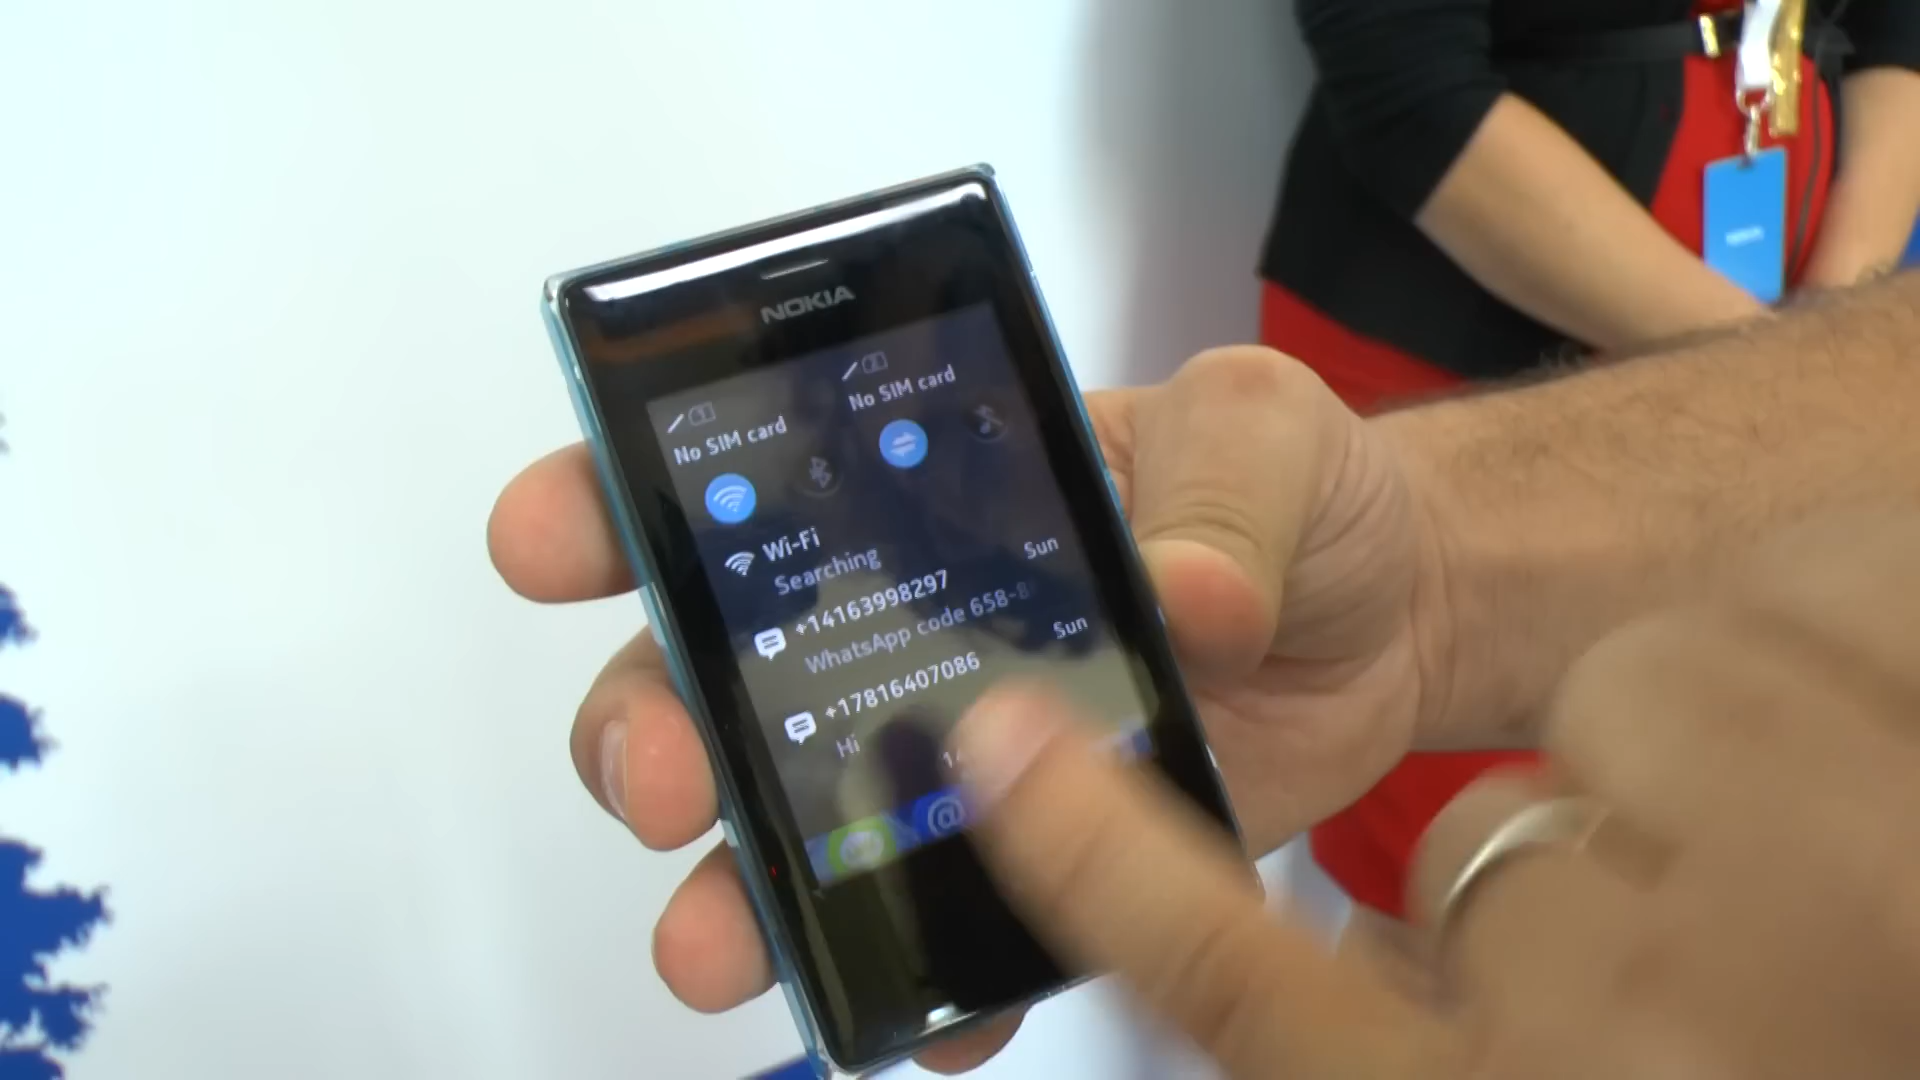 NOKIA
No SIM card
No SIM card
Wi-Fi
Searching
+14163998297
Sun
WhatsApp code 658-8
+17816407086
Sun
Hi
NOKIA